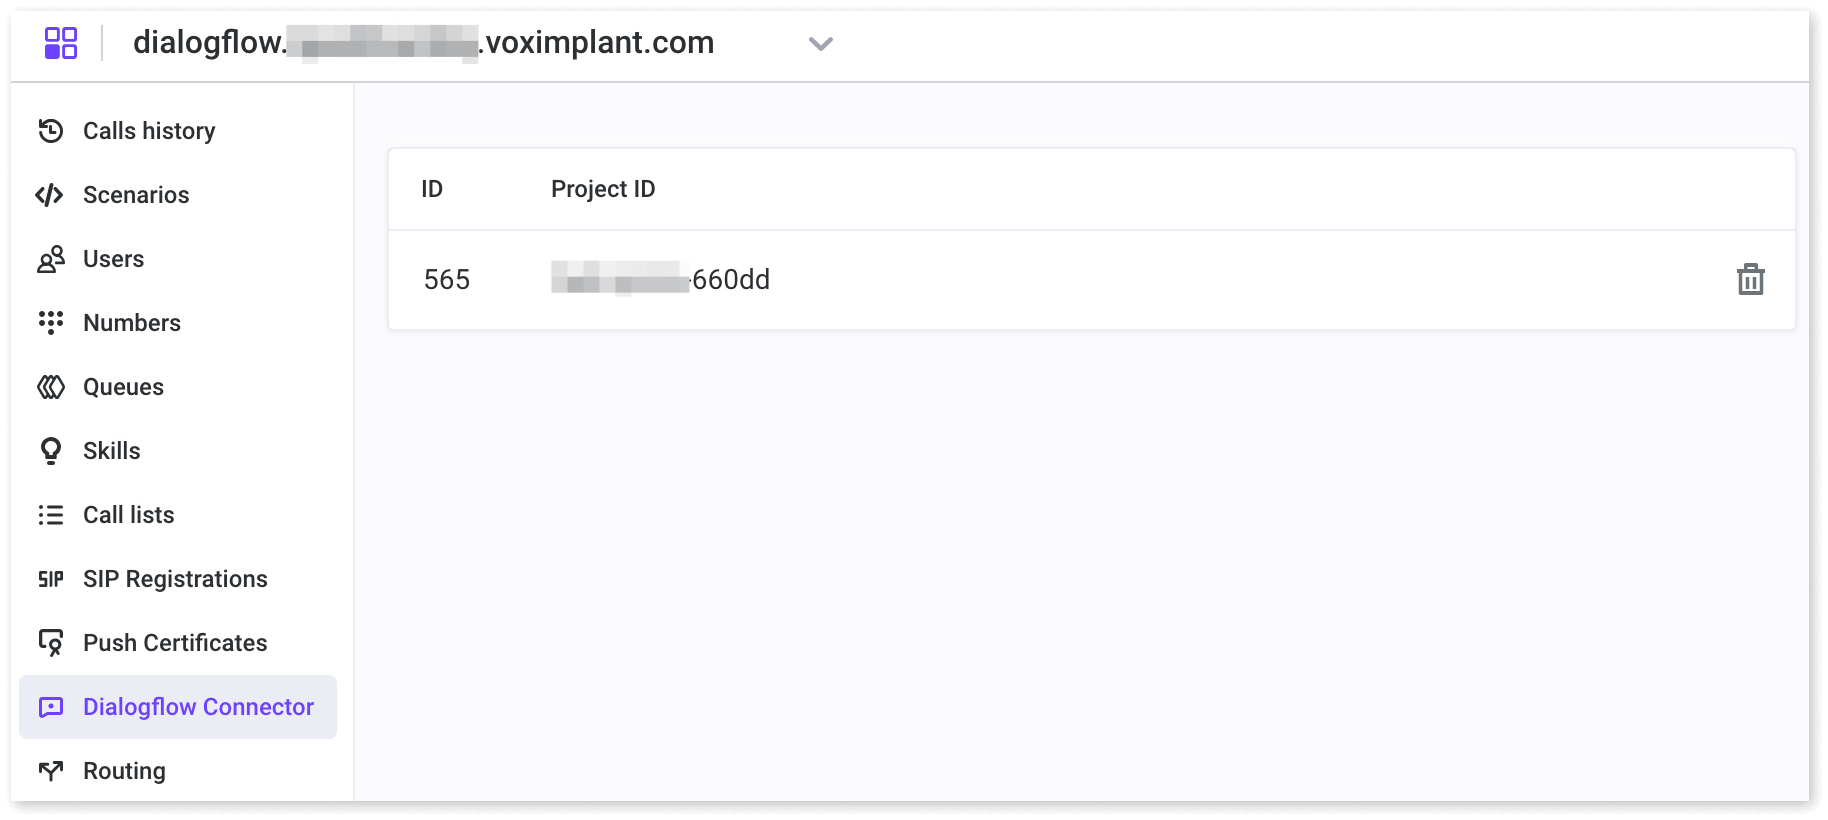 dialogflow. .voximplant.com
Calls history
Scenarios
Users
Numbers
Queues
Skills
Call lists
SIP SIP Registrations
Push Certificates
Dialogflow Connector
Routing
ID Project ID
565 -660dd